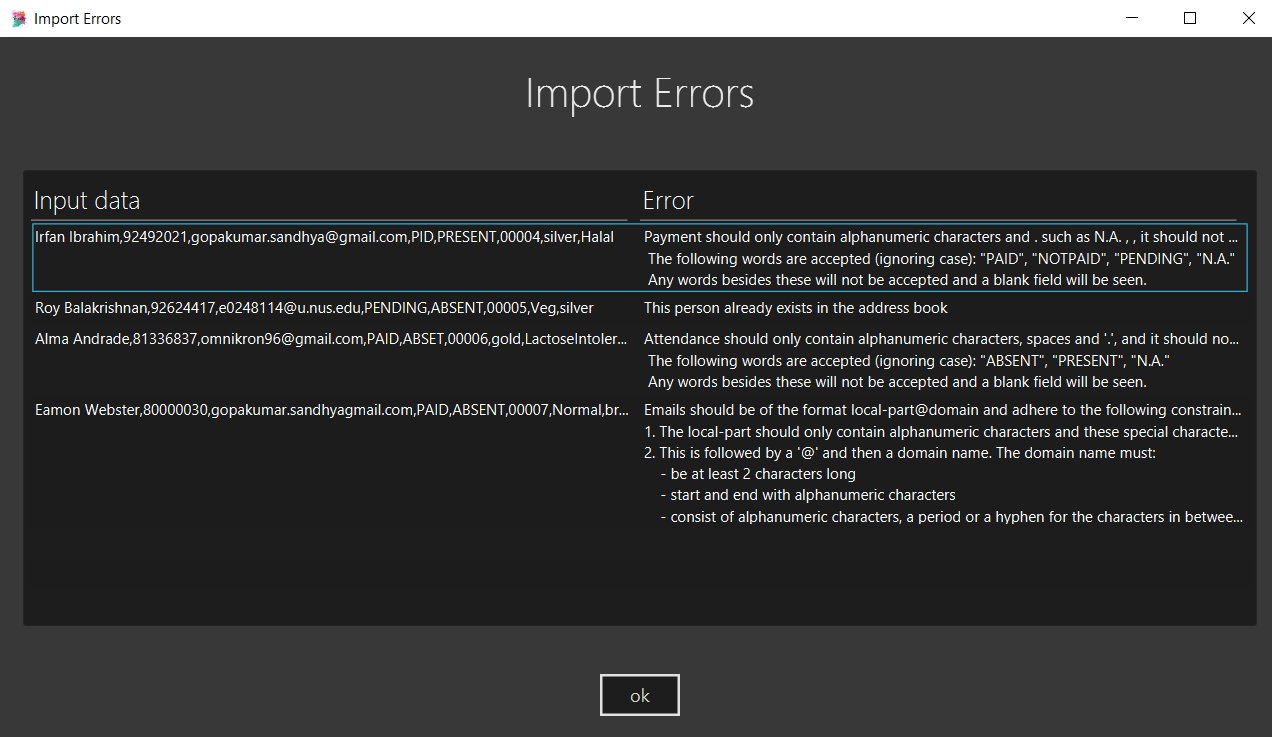 Import Errors
Import Errors
Input data
Error
Irfan Ibrahim,92492021,gopakumar.sandhya@gmail.com,PID,PRESENT,00004,silver,Halal
Payment should only contain alphanumeric characters and . such as N.A. , , it should not ...
The following words are accepted (ignoring case): "PAID", "NOTPAID", "PENDING", "N.A."
Any words besides these will not be accepted and a blank field will be seen.
Roy Balakrishnan,92624417,e0248114@u.nus.edu,PENDING,ABSENT,00005,Veg,silver
This person already exists in the address book
Alma Andrade,81336837,omnikron96@gmail.com,PAID,ABSET,00006,gold,LactoseIntoler...
Attendance should only contain alphanumeric characters, spaces and '.', and it should no...
The following words are accepted (ignoring case): "ABSENT", "PRESENT", "N.A."
Any words besides these will not be accepted and a blank field will be seen.
Eamon Webster,80000030,gopakumar.sandhyagmail.com,PAID,ABSENT,00007,Normal,br...
Emails should be of the format local-part@domain and adhere to the following constrain...
1. The local-part should only contain alphanumeric characters and these special characte...
2. This is followed by a '@' and then a domain name. The domain name must:
- be at least 2 characters long
- start and end with alphanumeric characters
- consist of alphanumeric characters, a period or a hyphen for the characters in betwee...
ok